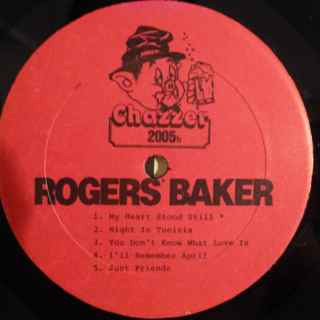 Chazzer
2005b
ROGERS BAKER
1. My Heart Stood Still *
2. Night In Tunisia
3. You Don't Know What Love Is
4. I'll Remember April
5. Just Friends